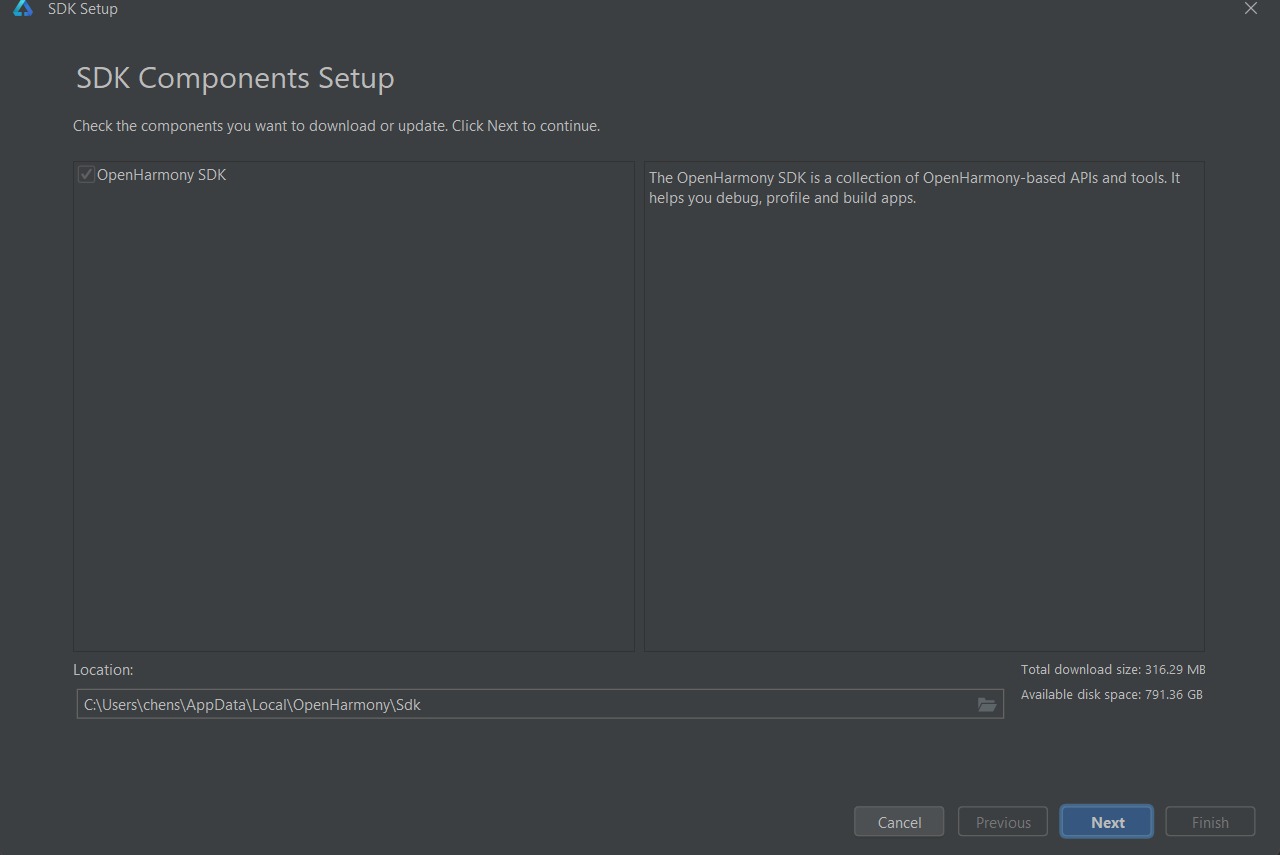 SDK Setup
SDK Components Setup
Check the components you want to download or update. Click Next to continue.
OpenHarmony SDK
The OpenHarmony SDK is a collection of OpenHarmony-based APIs and tools. It
helps you debug, profile and build apps.
Location:
Total download size: 316.29 MB
C:\Users\chens\AppData\Local\OpenHarmony\Sdk
Available disk space: 791.36 GB
Cancel
Previous
Next
Finish